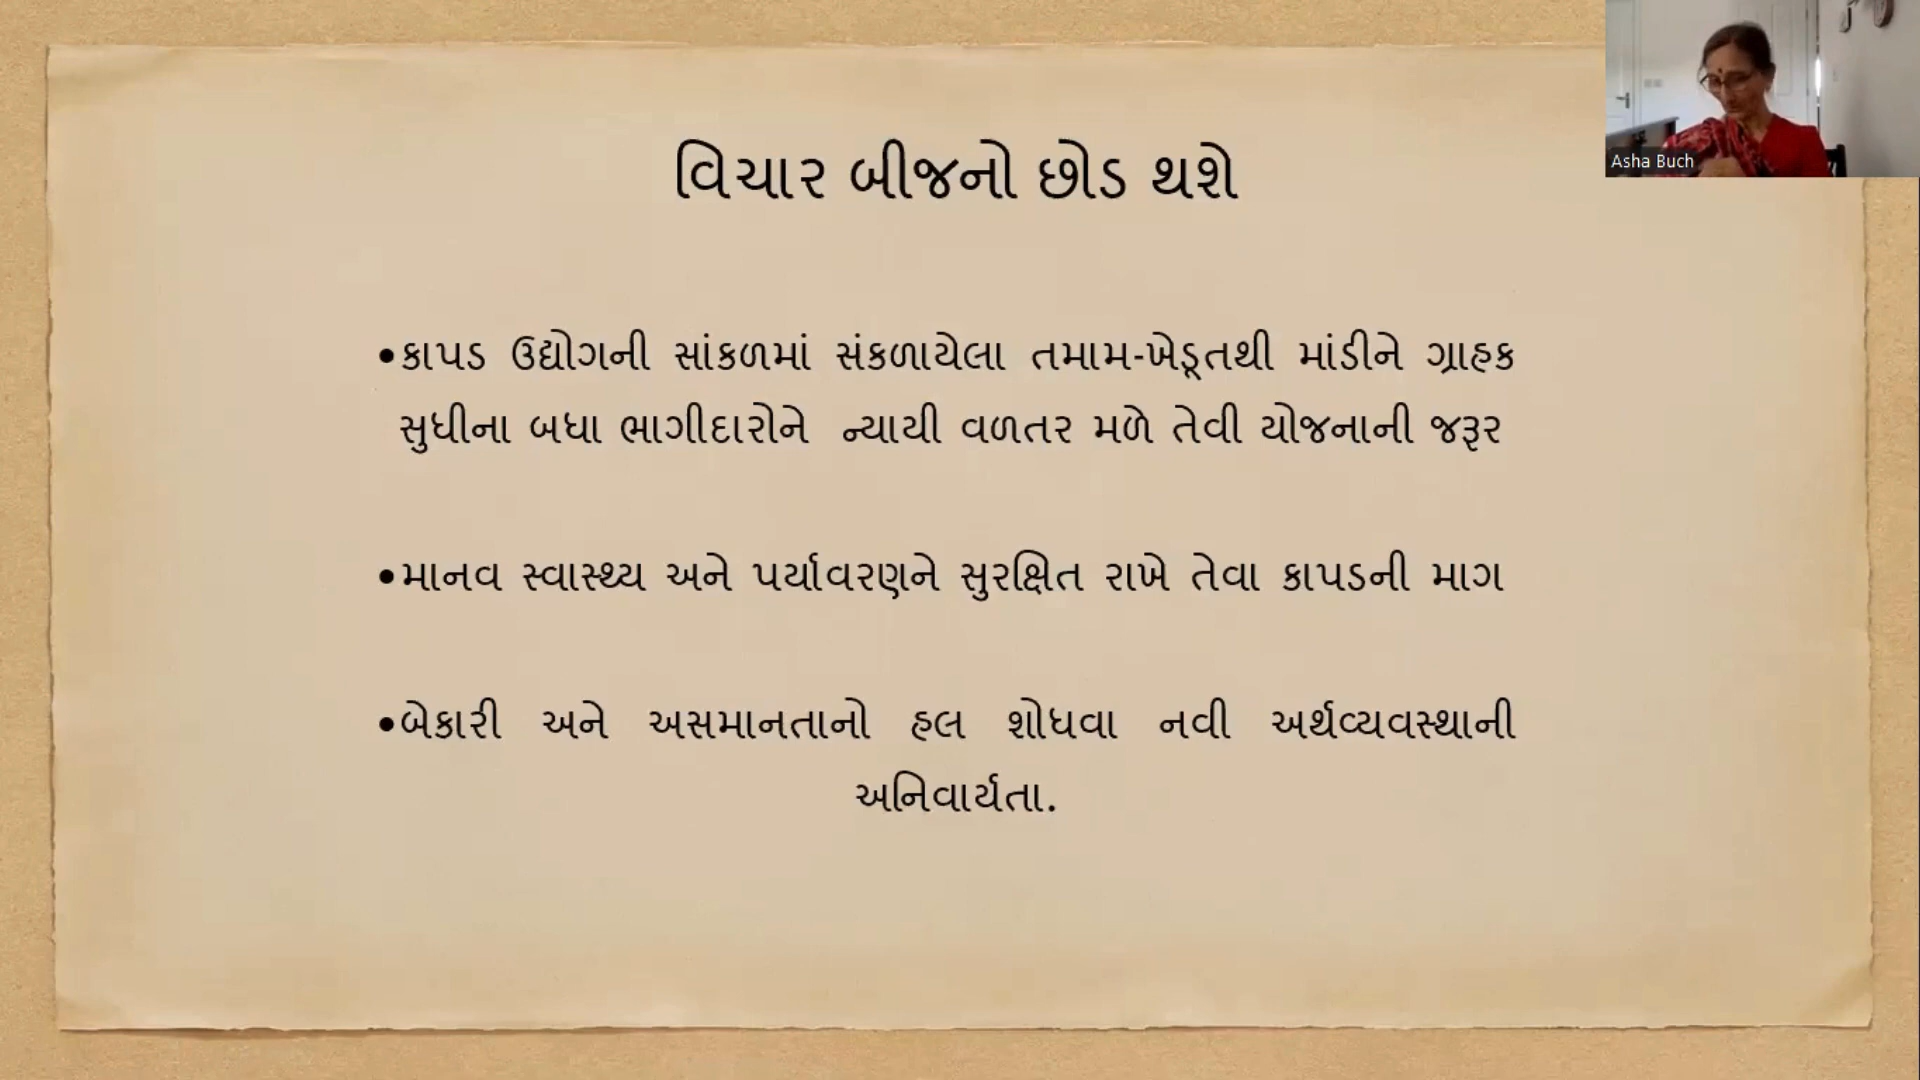 વિચાર બીજનો છોડ થશે
Asha Buch
•કાપડ ઉદ્યોગની સાંકળમાં સંકળાયેલા તમામ-ખેડૂતથી માંડીને ગ્રાહક
સુધીના બધા ભાગીદારોને ન્યાયી વળતર મળે તેવી યોજનાની જરૂર
•માનવ સ્વાસ્થ્ય અને પર્યાવરણને સુરક્ષિત રાખે તેવા કાપડની માગ
•બેકારી અને અસમાનતાનો હલ શોધવા નવી અર્થવ્યવસ્થાની
અનિવાર્યતા.